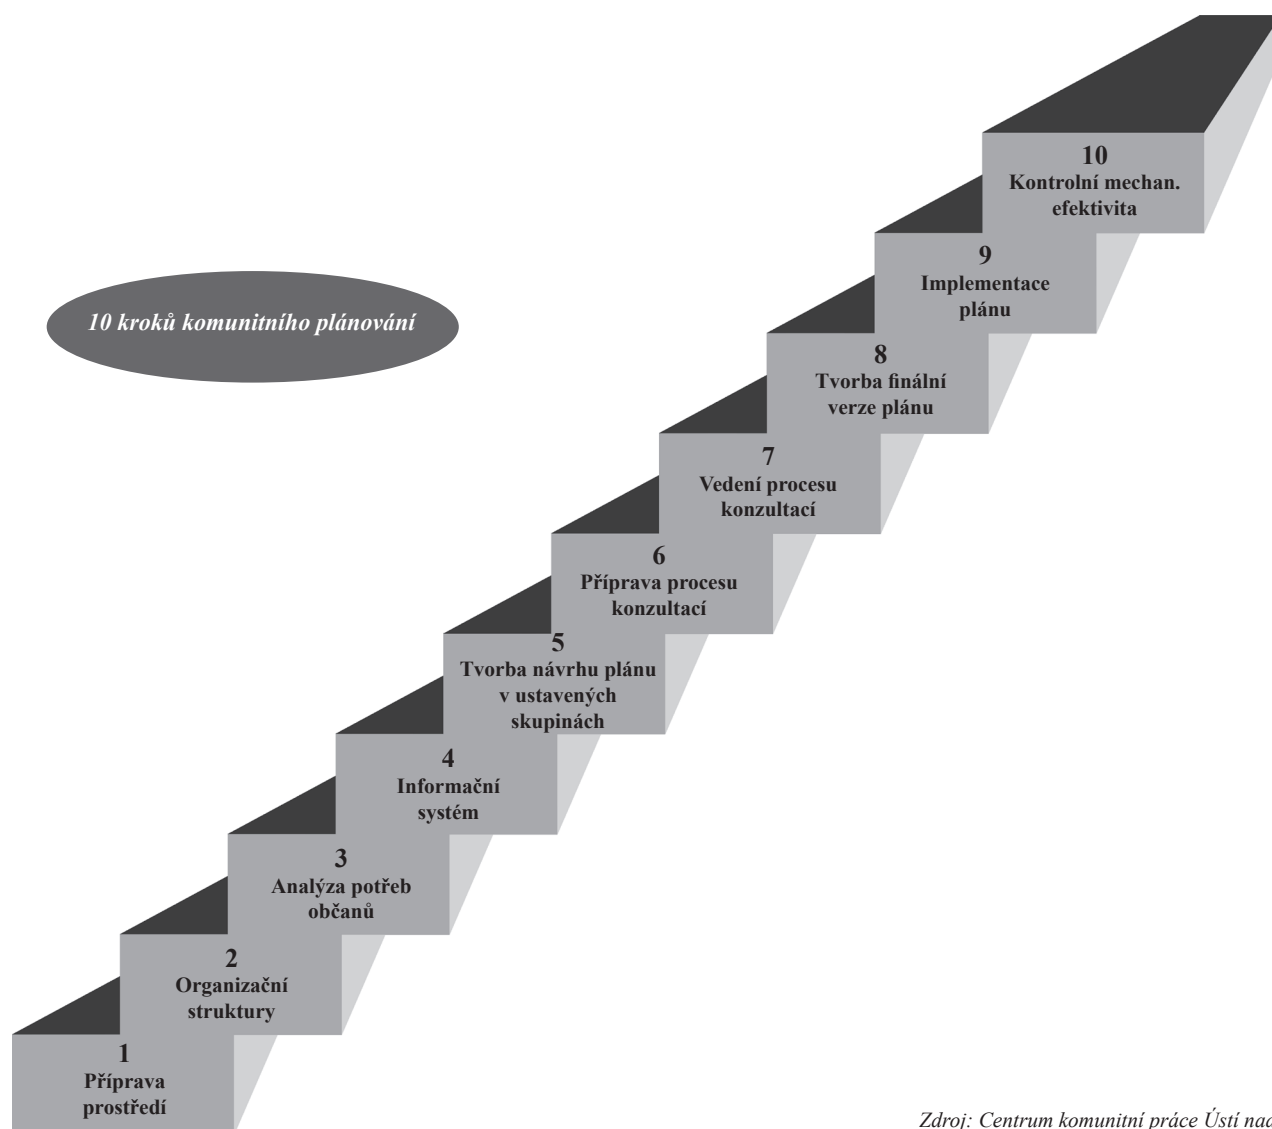 10 kroků komunitního plánování
10
Kontrolní mechan.
efektivita
9
Implementace
plánu
8
Tvorba finální
verze plánu
7
Vedení procesu
konzultací
6
Příprava procesu
konzultací
5
Tvorba návrhu plánu
v ustavených
skupinách
4
Informační
systém
3
Analýza potřeb
občanů
2
Organizační
struktury
1
Příprava
prostředí
Zdroj: Centrum komunitní práce Ústí nad